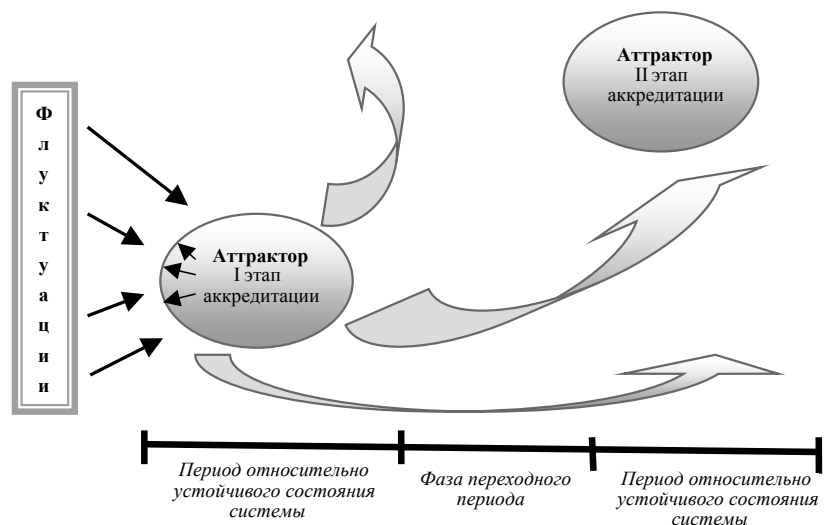 Флуктуации
Аттрактор
I этап
аккредитации
Аттрактор
II этап
аккредитации
Период относительно
устойчивого состояния
системы
Фаза переходного
периода
Период относительно
устойчивого состояния
системы